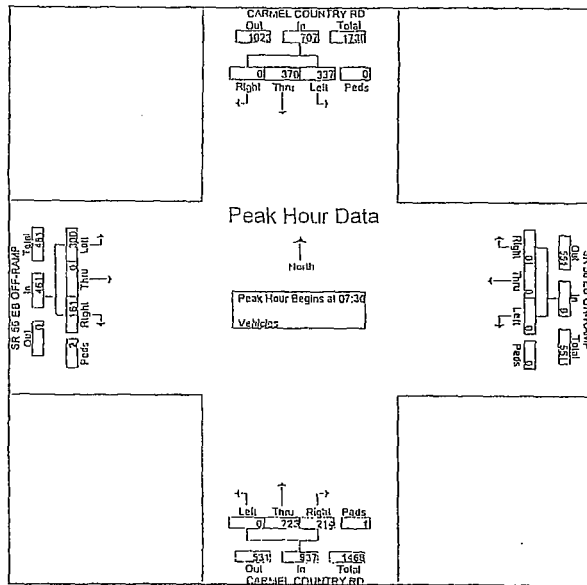 CARMEL COUNTRY RD
Out In Total
1023 707 1730
0 370 337 0
Right Thru Left Peds
Peak Hour Data
North
Peak Hour Begins at 07:30
Vehicles
SR 56 EB OFF-RAMP
Out In Total
0 461 461
2 161 0 300
Peds Right Thru Left
Right Thru Left Peds
0 0 0 0
Out In Total
551 0 551
Left Thru Right Peds
0 723 214 1
531 937 1468
Out In Total
CARMEL COUNTRY RD